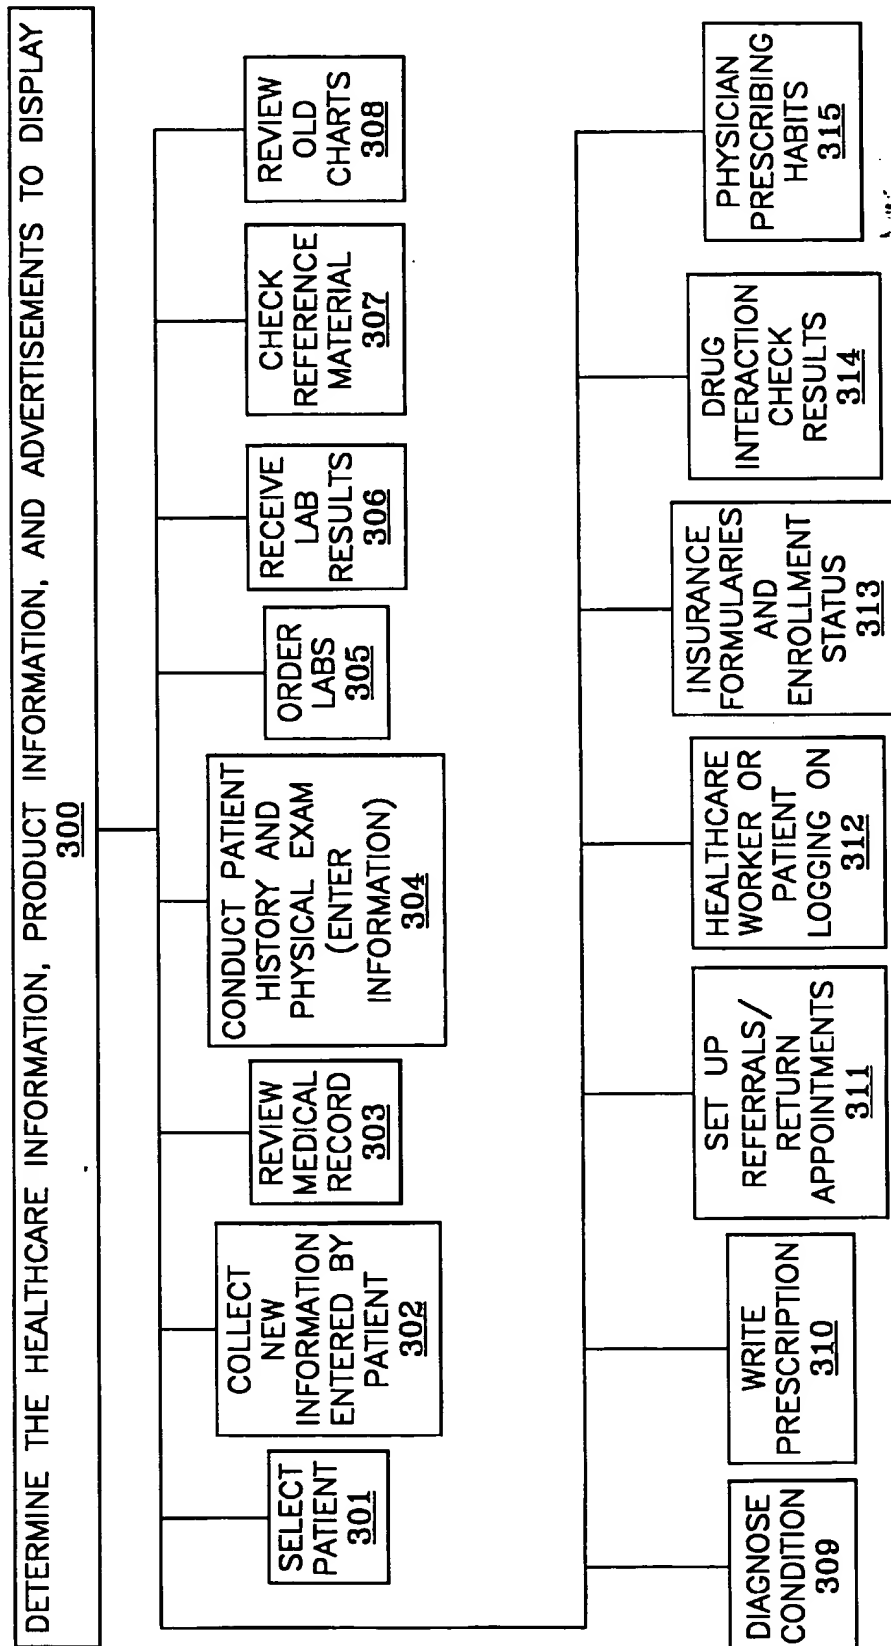 DETERMINE THE HEALTHCARE INFORMATION, PRODUCT INFORMATION, AND ADVERTISEMENTS TO DISPLAY
300
SELECT
PATIENT
301
COLLECT
NEW
INFORMATION
ENTERED BY
PATIENT
302
REVIEW
MEDICAL
RECORD
303
CONDUCT PATIENT
HISTORY AND
PHYSICAL EXAM
(ENTER
INFORMATION)
304
ORDER
LABS
305
RECEIVE
LAB
RESULTS
306
CHECK
REFERENCE
MATERIAL
307
REVIEW
OLD
CHARTS
308
DIAGNOSE
CONDITION
309
WRITE
PRESCRIPTION
310
SET UP
REFERRALS/
RETURN
APPOINTMENTS
311
HEALTHCARE
WORKER OR
PATIENT
LOGGING ON
312
INSURANCE
FORMULARIES
AND
ENROLLMENT
STATUS
313
DRUG
INTERACTION
CHECK
RESULTS
314
PHYSICIAN
PRESCRIBING
HABITS
315